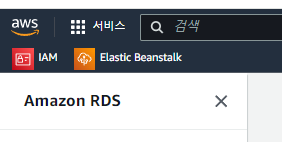 aws
서비스
검색
IAM
Elastic Beanstalk
Amazon RDS